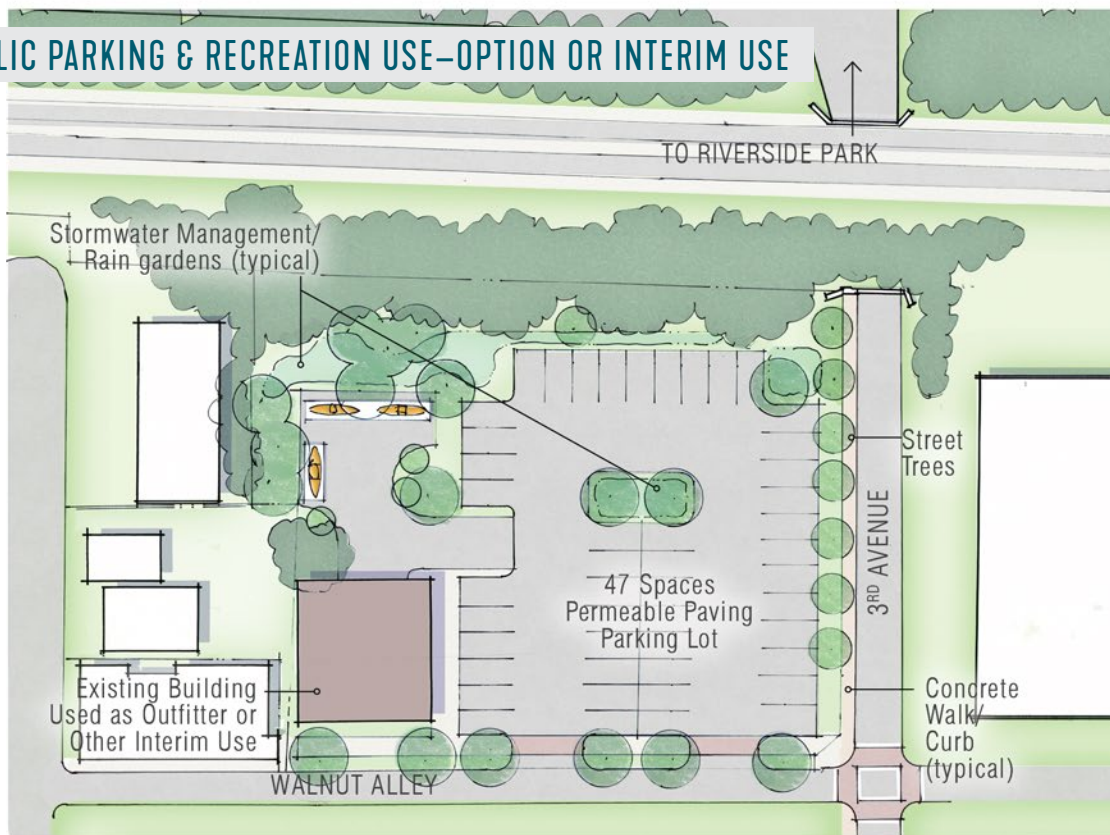 LIC PARKING & RECREATION USE–OPTION OR INTERIM USE
TO RIVERSIDE PARK
Stormwater Management/
Rain gardens (typical)
Street
Trees
3RD AVENUE
47 Spaces
Permeable Paving
Parking Lot
Existing Building
Used as Outfitter or
Other Interim Use
Concrete
Walk/
Curb
(typical)
WALNUT ALLEY